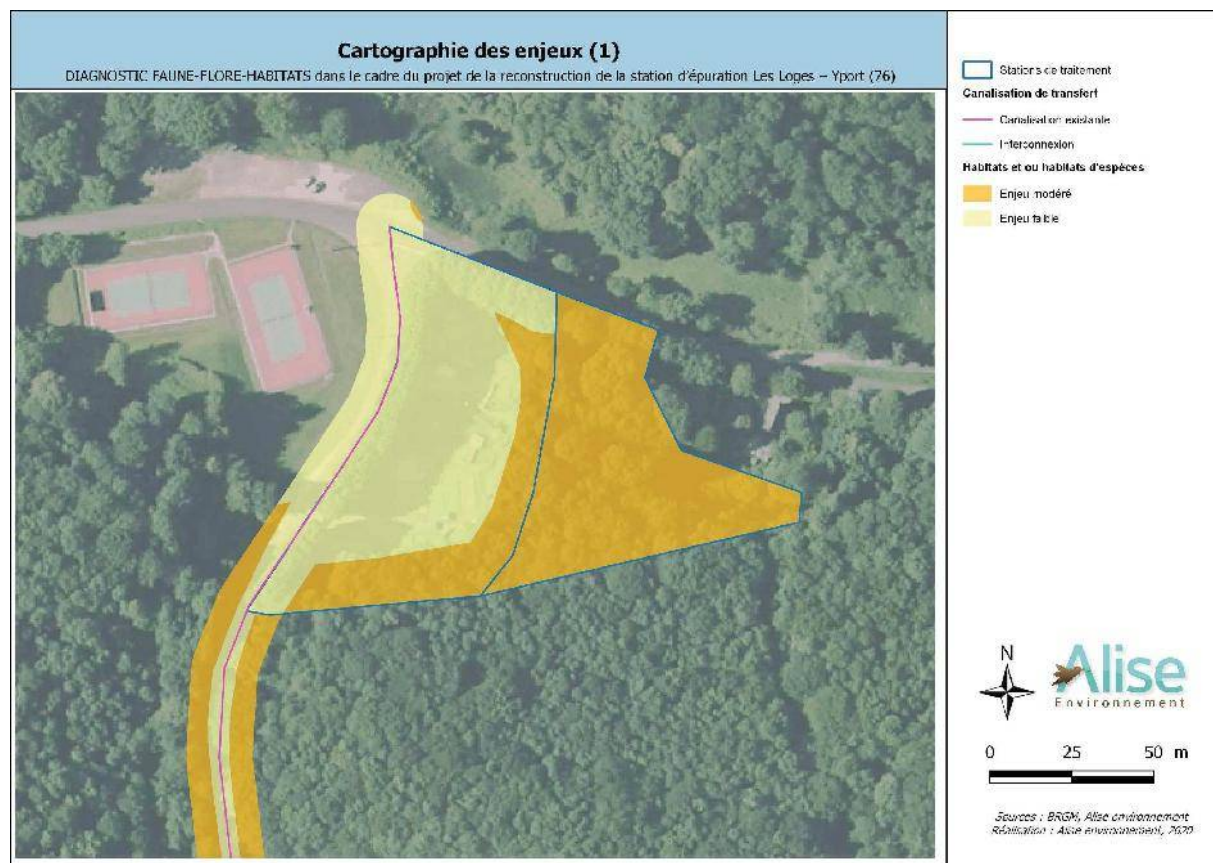 Cartographie des enjeux (1)
DIAGNOSTIC FAUNE-FLORE-HABITATS dans le cadre du projet de la reconstruction de la station d'épuration Les Loges – Yport (76)
Stations de traitement
Canalisation de transfert
Canalisation existante
Interconnexion
Habitats et ou habitats d'espèces
Enjeu modéré
Enjeu faible
N
Alise
Environnement
0 25 50 m
Sources : BRGM, Alise environnement
Réalisation : Alise environnement, 2020